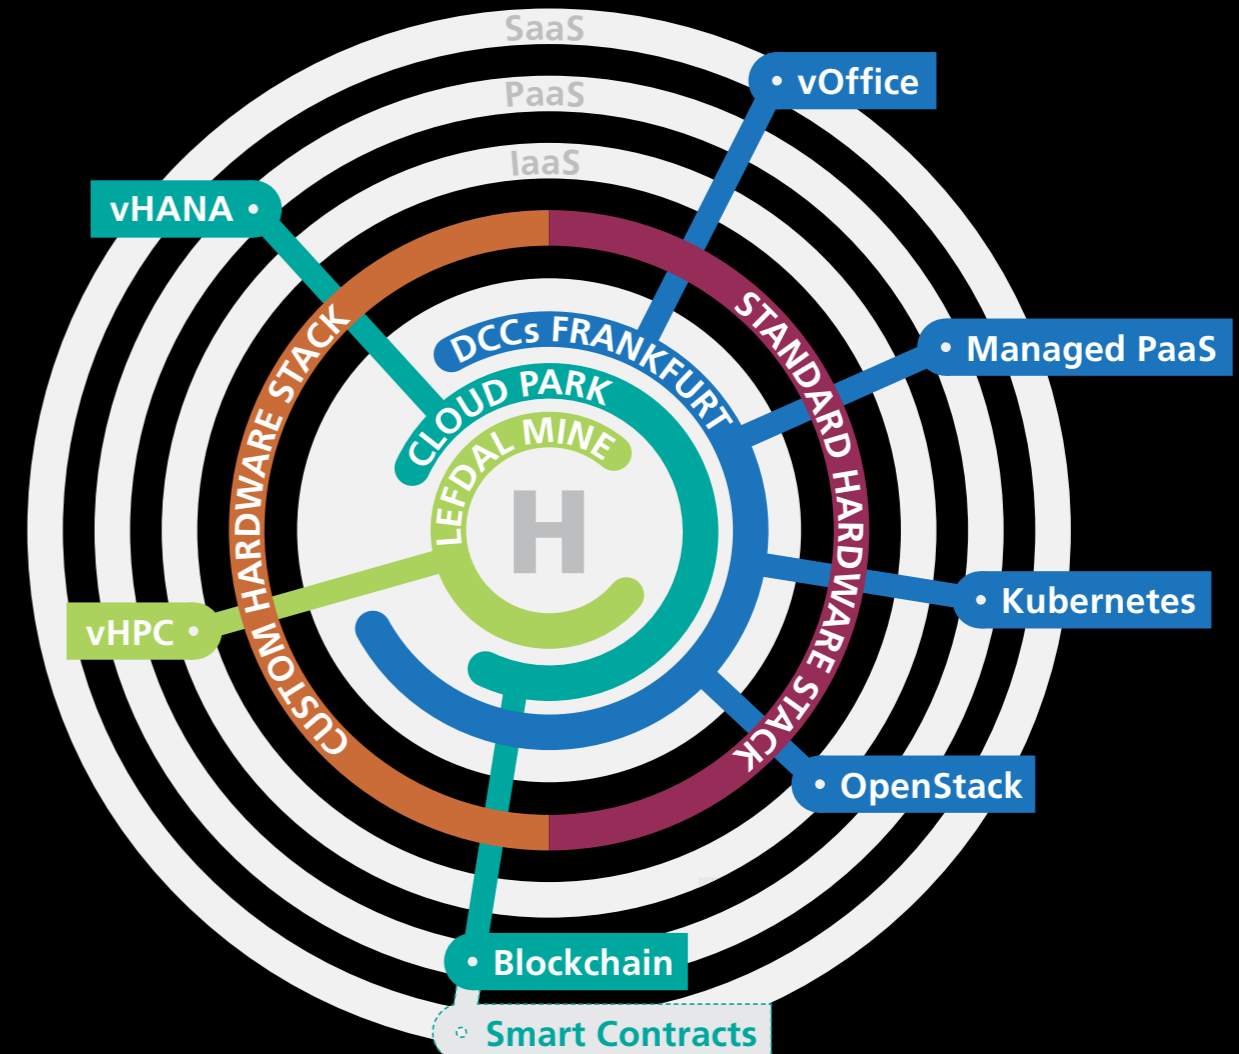 SaaS
PaaS
IaaS
vOffice
vHANA
CUSTOM HARDWARE STACK
STANDARD HARDWARE STACK
DCCs FRANKFURT
CLOUD PARK
LEFDAL MINE
H
Managed PaaS
Kubernetes
vHPC
OpenStack
Blockchain
Smart Contracts